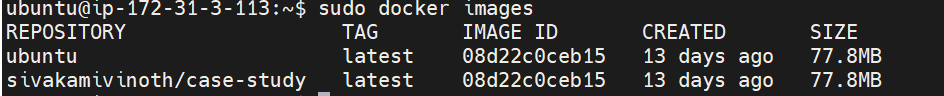 ubuntu@ip-172-31-3-113:~$ sudo docker images
REPOSITORY TAG IMAGE ID CREATED SIZE
ubuntu latest 08d22c0ceb15 13 days ago 77.8MB
sivakamivinoth/case-study latest 08d22c0ceb15 13 days ago 77.8MB